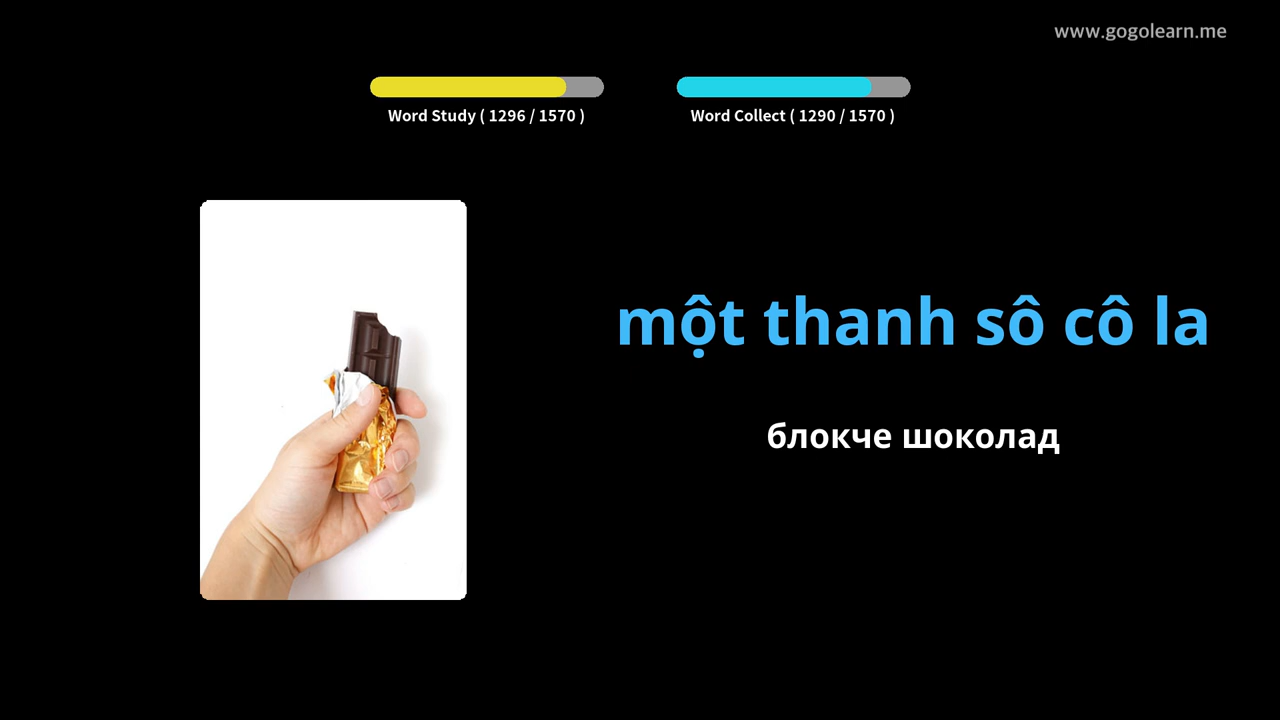 www.gogolearn.me
Word Study ( 1296 / 1570 )
Word Collect ( 1290 / 1570 )
một thanh sô cô la
блокче шоколад